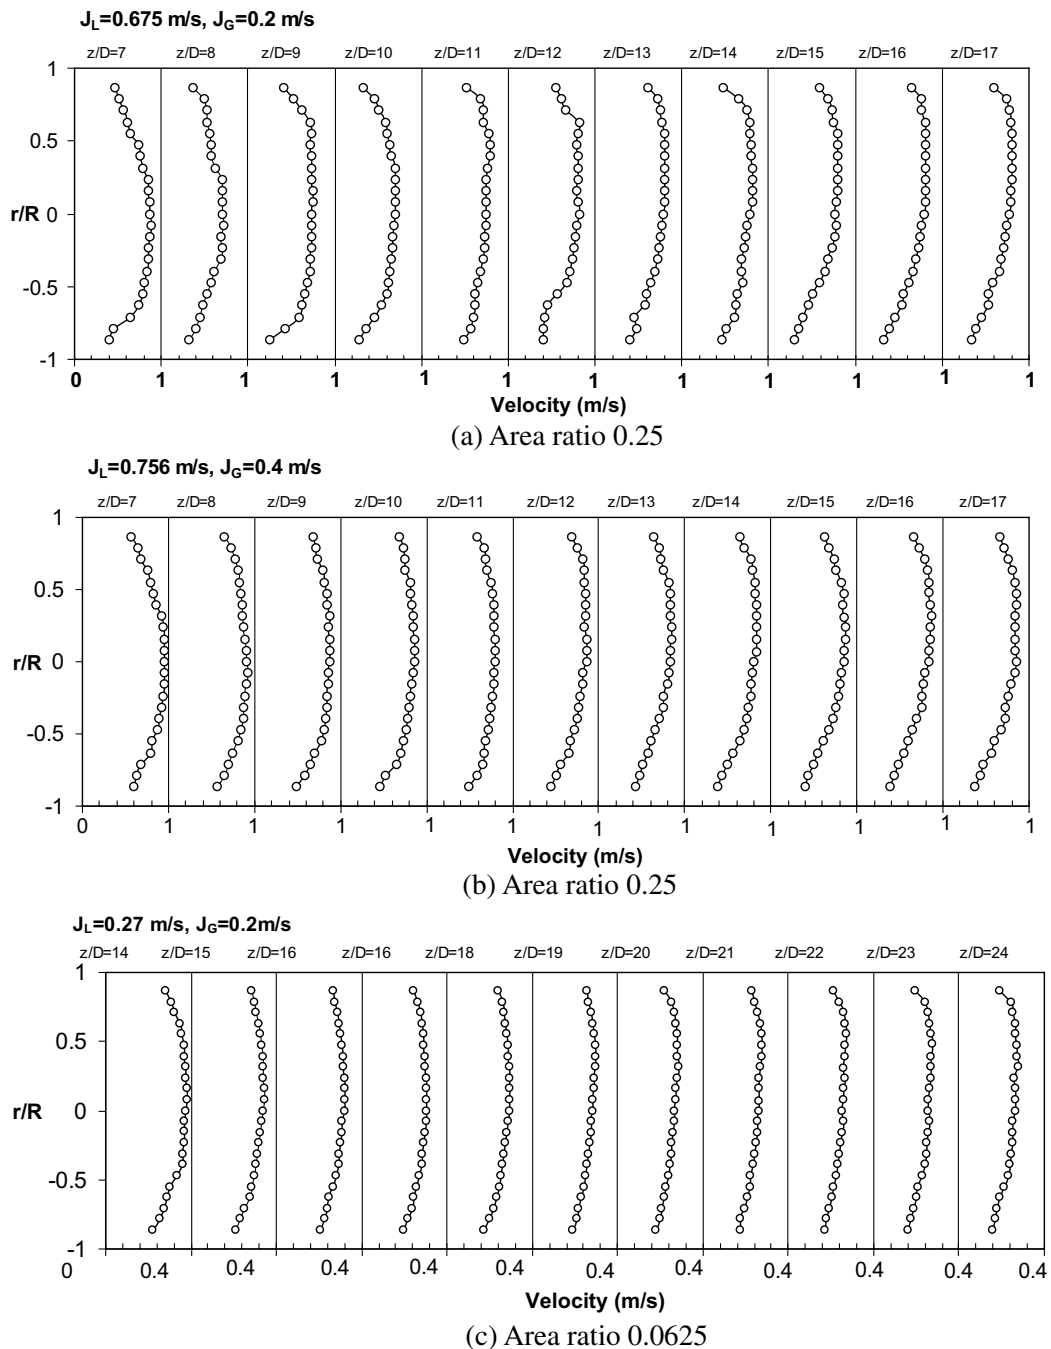 J_L=0.675 m/s, J_G=0.2 m/s
z/D=7 z/D=8 z/D=9 z/D=10 z/D=11 z/D=12 z/D=13 z/D=14 z/D=15 z/D=16 z/D=17
1
0.5
r/R 0
-0.5
-1
0 1 1 1 1 1 1 1 1 1 1 1
Velocity (m/s)
(a) Area ratio 0.25
J_L=0.756 m/s, J_G=0.4 m/s
z/D=7 z/D=8 z/D=9 z/D=10 z/D=11 z/D=12 z/D=13 z/D=14 z/D=15 z/D=16 z/D=17
1
0.5
r/R 0
-0.5
-1
0 1 1 1 1 1 1 1 1 1 1 1
Velocity (m/s)
(b) Area ratio 0.25
J_L=0.27 m/s, J_G=0.2m/s
z/D=14 z/D=15 z/D=16 z/D=16 z/D=18 z/D=19 z/D=20 z/D=21 z/D=22 z/D=23 z/D=24
1
0.5
r/R 0
-0.5
-1
0 0.4 0.4 0.4 0.4 0.4 0.4 0.4 0.4 0.4 0.4 0.4
Velocity (m/s)
(c) Area ratio 0.0625